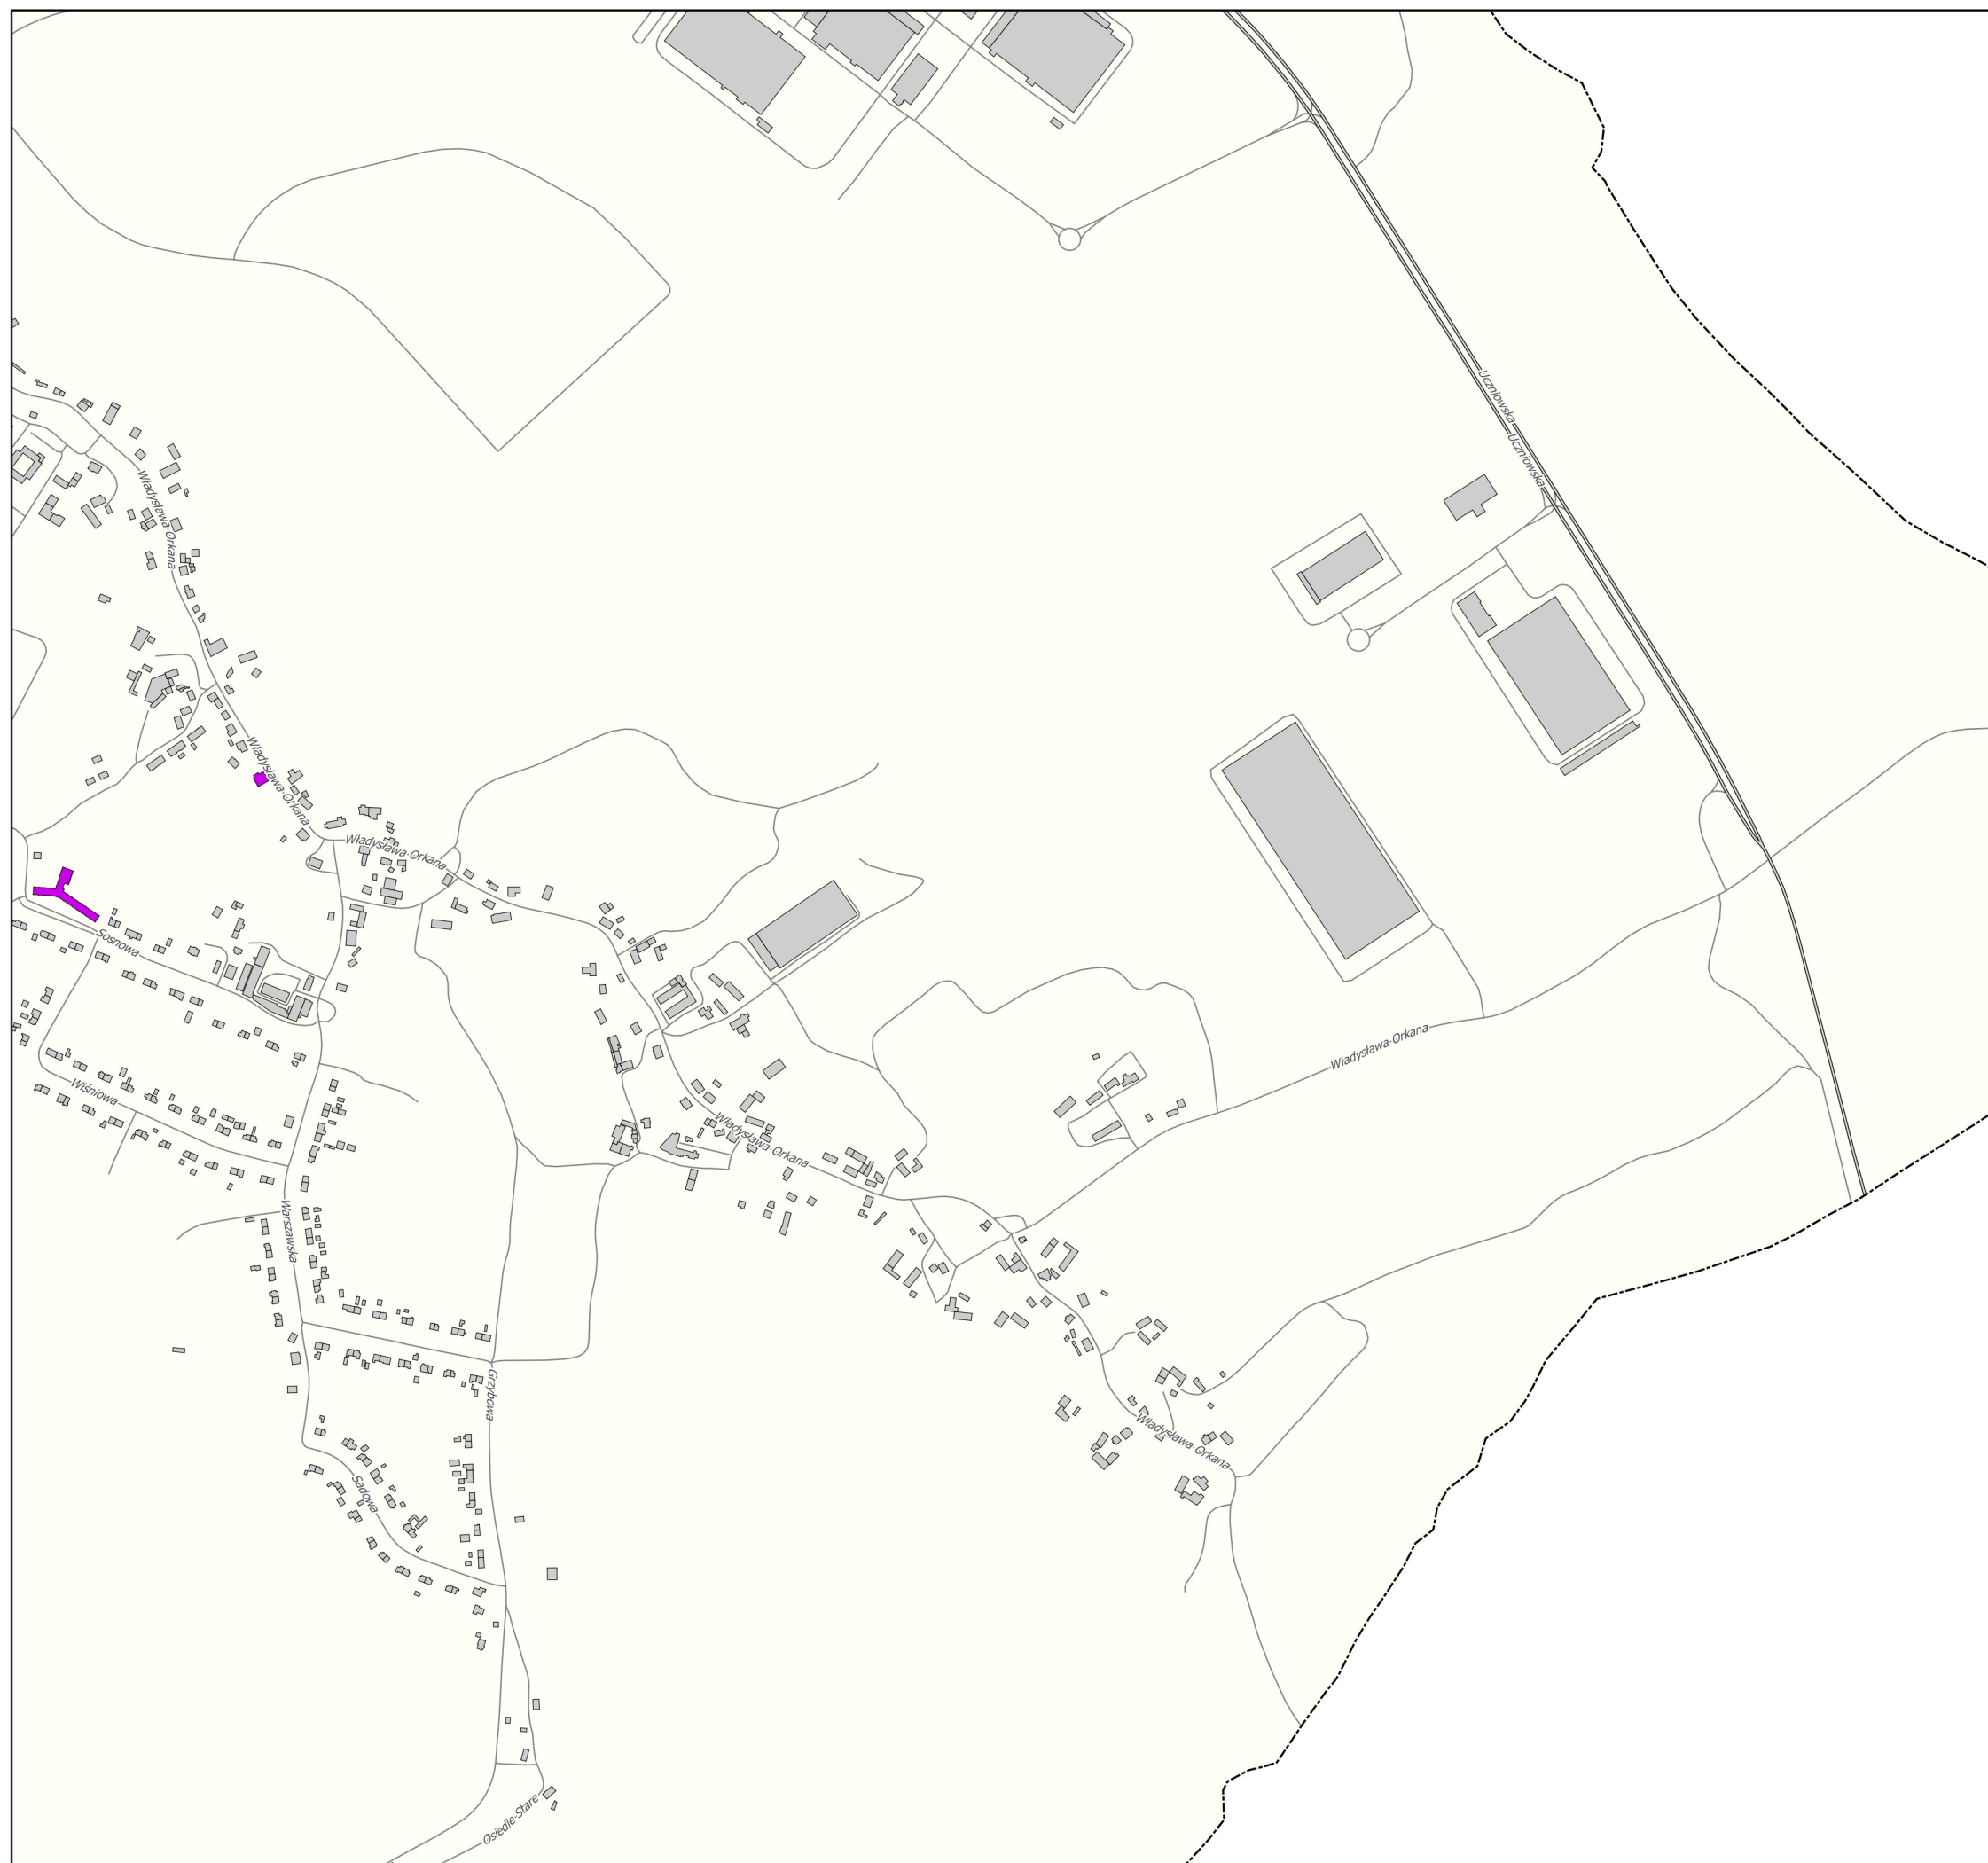 Uczniowska
Uczniowska
Władysława-Orkana
Władysława-Orkana
Władysława-Orkana
Sosnowa
Władysława-Orkana
Wiśniowa
Władysława-Orkana
Warszawska
Grzybowa
Władysława-Orkana
Sadowa
Osiedle-Stare